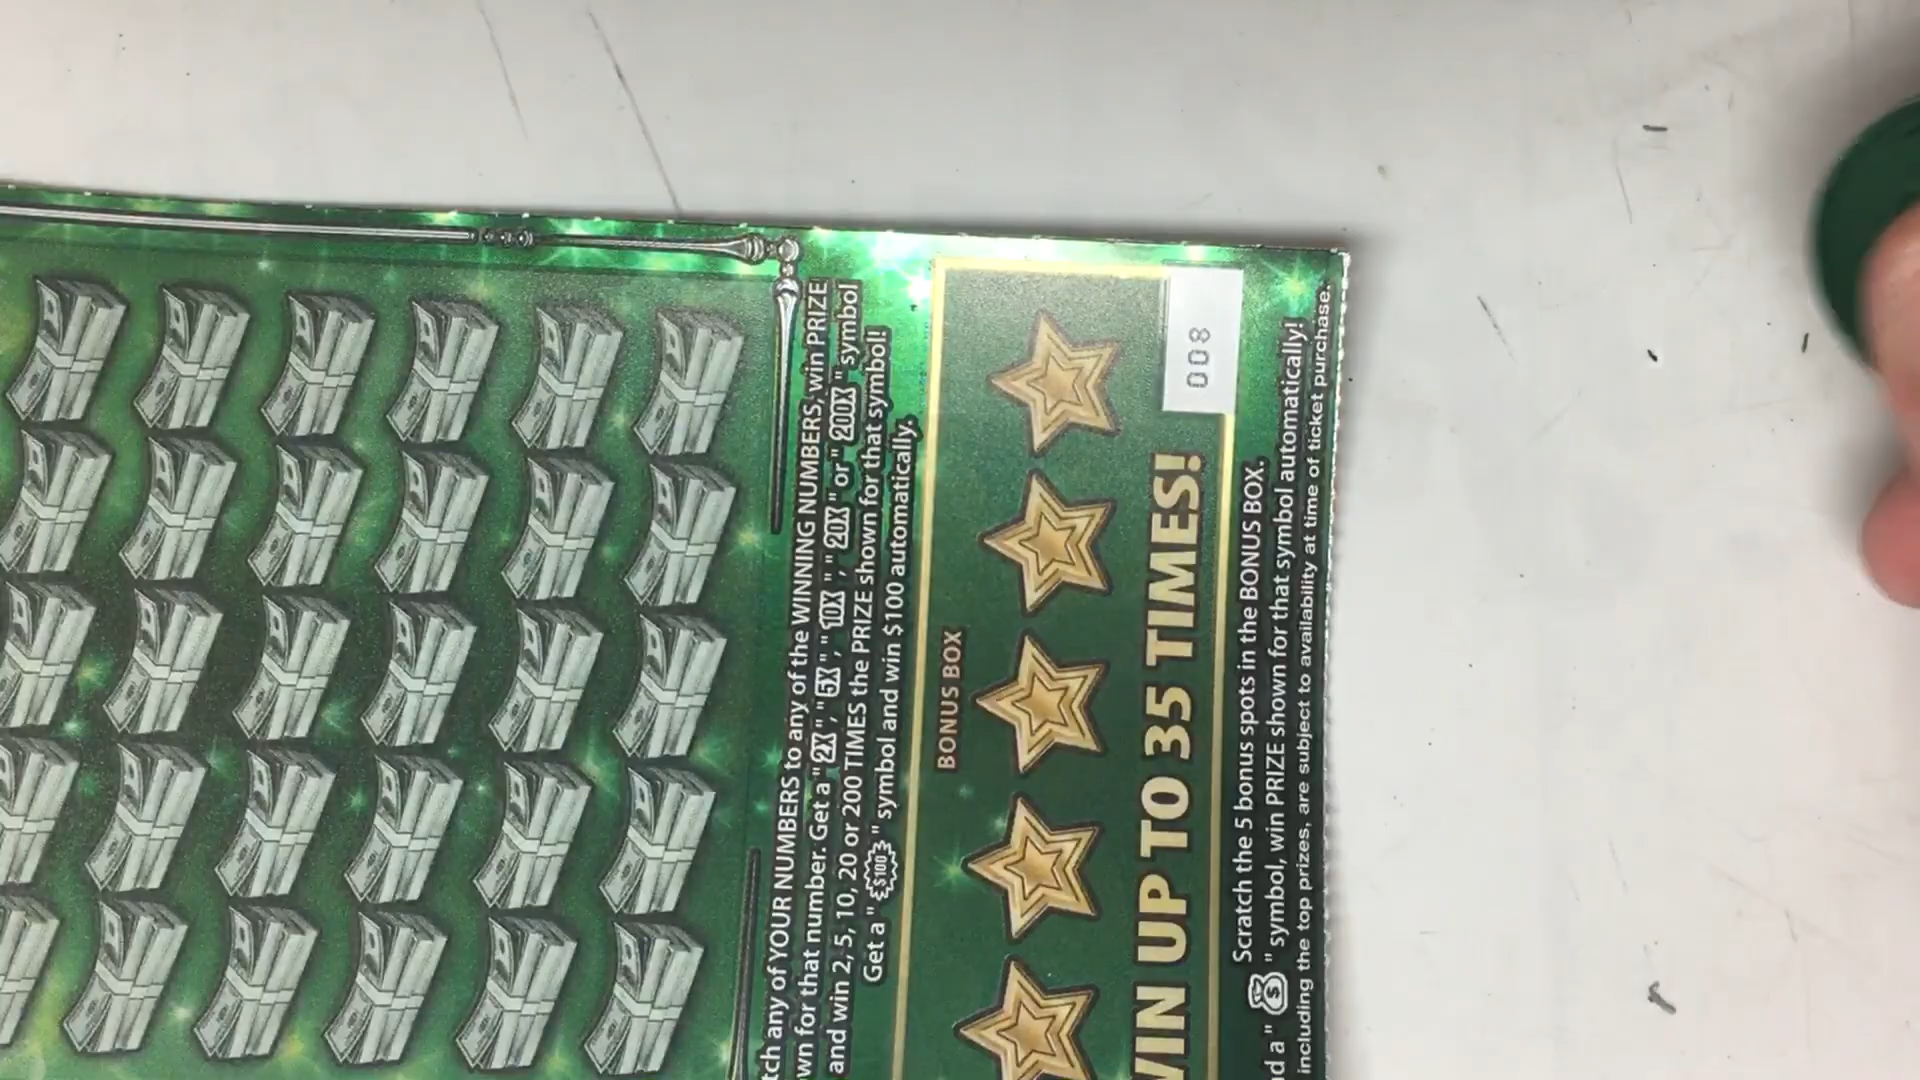 tch any of YOUR NUMBERS to any of the WINNING NUMBERS, win PRIZE
wn for that number. Get a "2X", "5X", "10X", "20X" or "200X" symbol
and win 2, 5, 10, 20 or 200 TIMES the PRIZE shown for that symbol!
Get a "$100" symbol and win $100 automatically.
BONUS BOX
WIN UP TO 35 TIMES!
008
Scratch the 5 bonus spots in the BONUS BOX.
nd a " " symbol, win PRIZE shown for that symbol automatically!
including the top prizes, are subject to availability at time of ticket purchase.